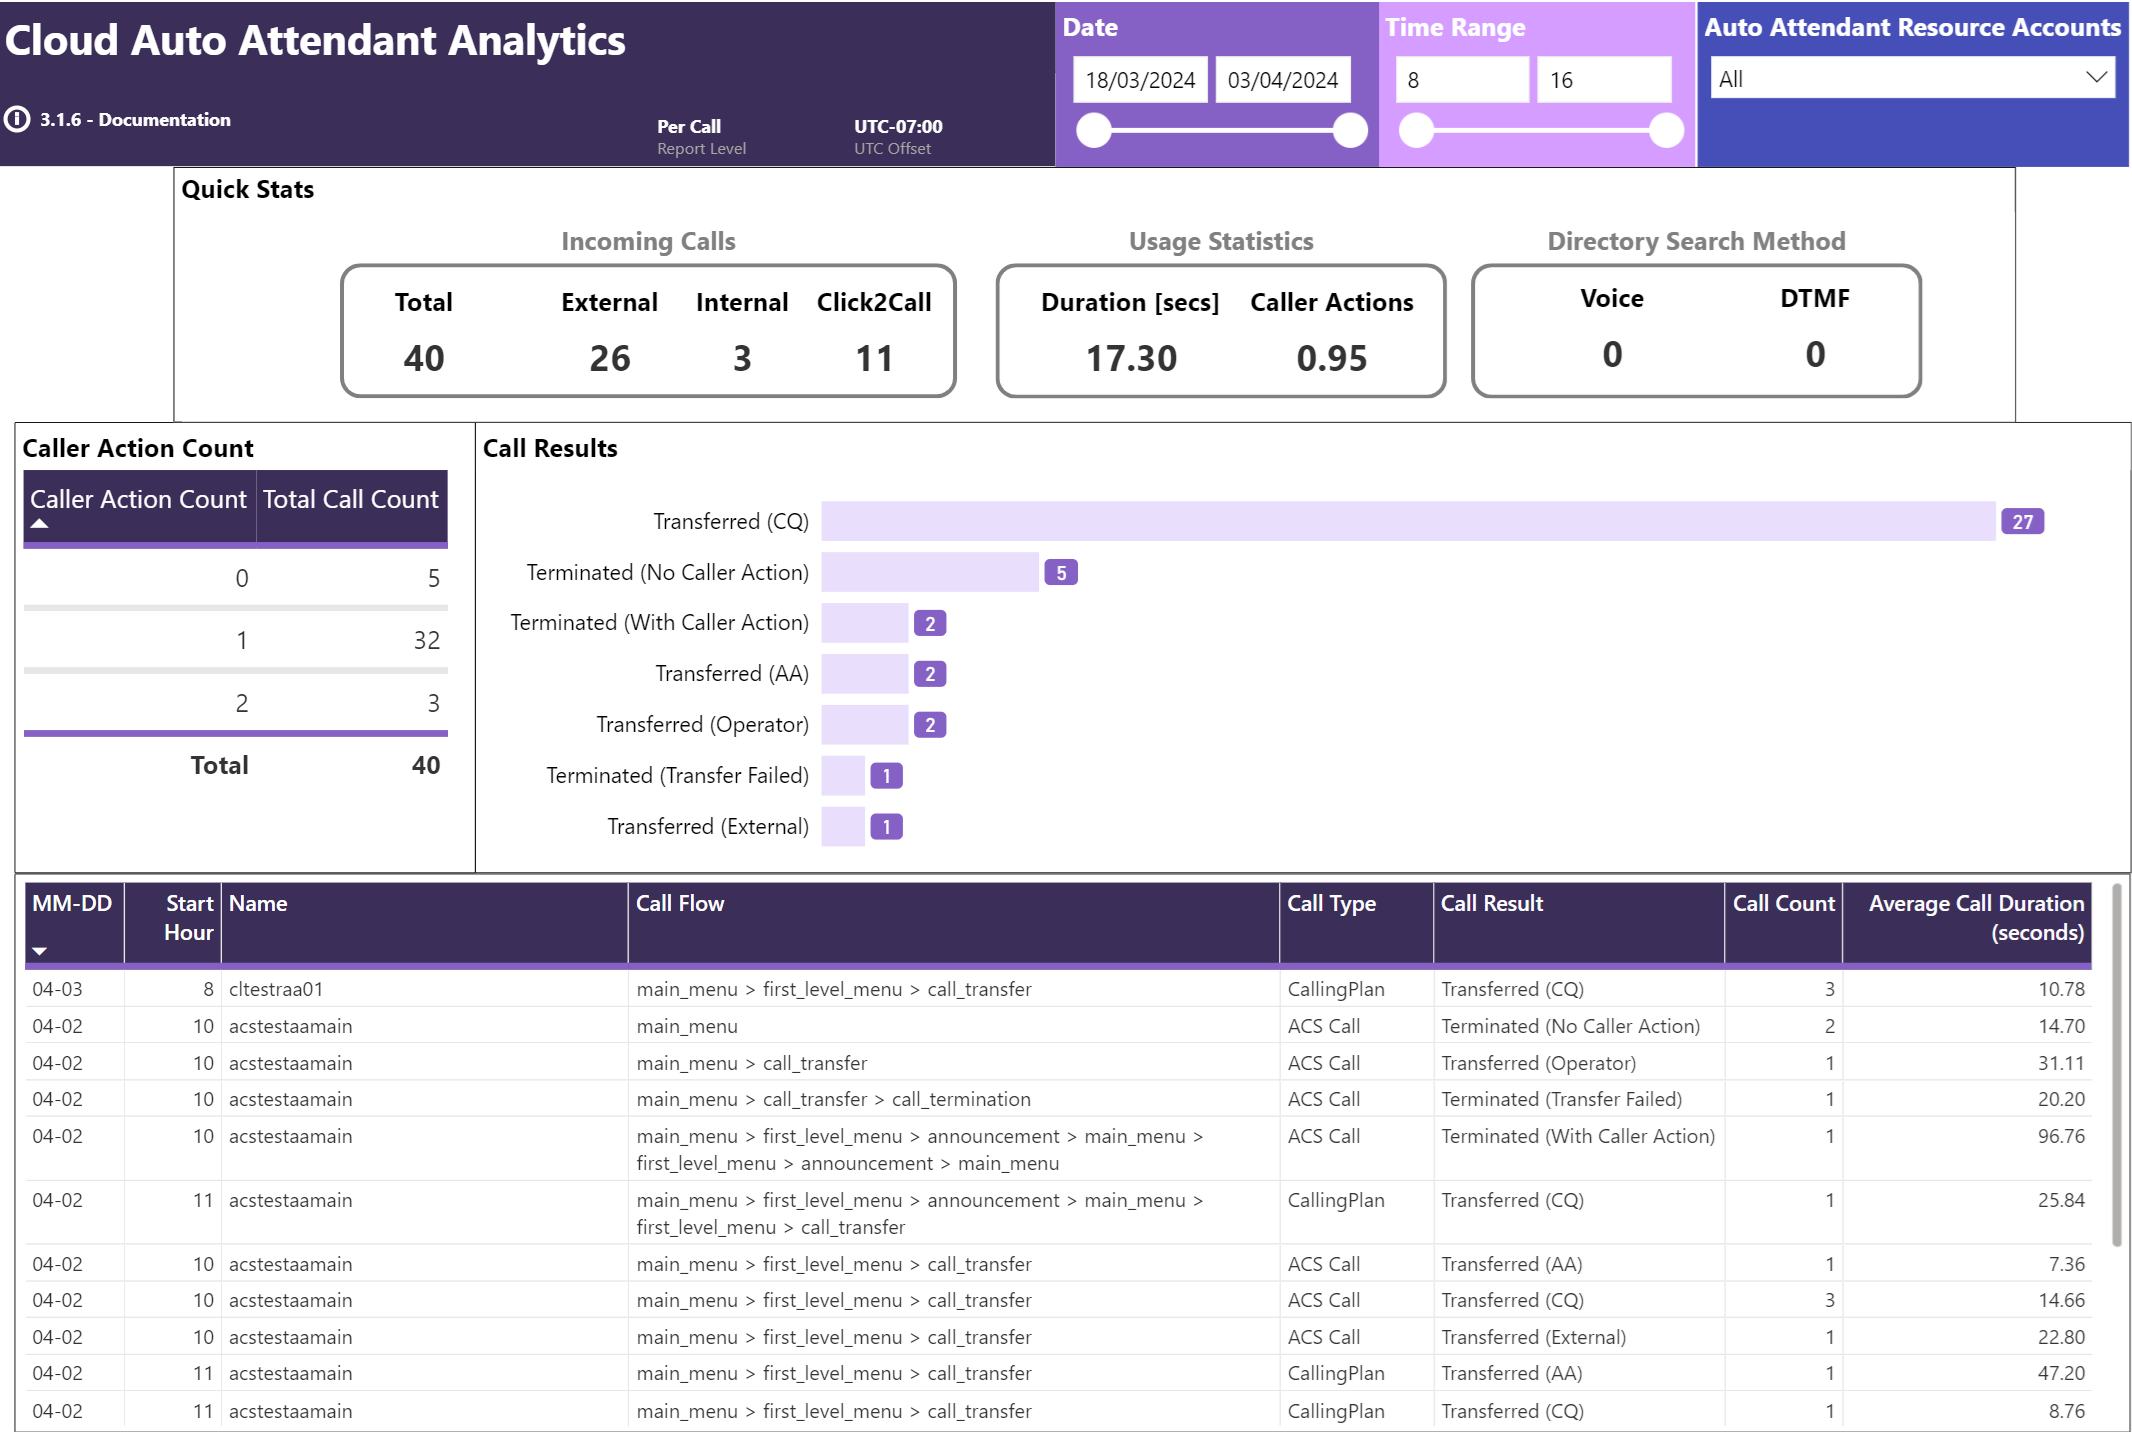 Cloud Auto Attendant Analytics
3.1.6 - Documentation
Per Call
Report Level
UTC-07:00
UTC Offset
Date
18/03/2024 03/04/2024
Time Range
8 16
Auto Attendant Resource Accounts
All
Quick Stats
Incoming Calls
Total External Internal Click2Call
40 26 3 11
Usage Statistics
Duration [secs] Caller Actions
17.30 0.95
Directory Search Method
Voice DTMF
0 0
Caller Action Count
Caller Action Count Total Call Count
0 5
1 32
2 3
Total 40
Call Results
Transferred (CQ) 27
Terminated (No Caller Action) 5
Terminated (With Caller Action) 2
Transferred (AA) 2
Transferred (Operator) 2
Terminated (Transfer Failed) 1
Transferred (External) 1
MM-DD Start Name Call Flow Call Type Call Result Call Count Average Call Duration
Hour (seconds)
04-03 8 cltestraa01 main_menu > first_level_menu > call_transfer CallingPlan Transferred (CQ) 3 10.78
04-02 10 acstestaamain main_menu ACS Call Terminated (No Caller Action) 2 14.70
04-02 10 acstestaamain main_menu > call_transfer ACS Call Transferred (Operator) 1 31.11
04-02 10 acstestaamain main_menu > call_transfer > call_termination ACS Call Terminated (Transfer Failed) 1 20.20
04-02 10 acstestaamain main_menu > first_level_menu > announcement > main_menu > ACS Call Terminated (With Caller Action) 1 96.76
first_level_menu > announcement > main_menu
04-02 11 acstestaamain main_menu > first_level_menu > announcement > main_menu > CallingPlan Transferred (CQ) 1 25.84
first_level_menu > call_transfer
04-02 10 acstestaamain main_menu > first_level_menu > call_transfer ACS Call Transferred (AA) 1 7.36
04-02 10 acstestaamain main_menu > first_level_menu > call_transfer ACS Call Transferred (CQ) 3 14.66
04-02 10 acstestaamain main_menu > first_level_menu > call_transfer ACS Call Transferred (External) 1 22.80
04-02 11 acstestaamain main_menu > first_level_menu > call_transfer CallingPlan Transferred (AA) 1 47.20
04-02 11 acstestaamain main_menu > first_level_menu > call_transfer CallingPlan Transferred (CQ) 1 8.76